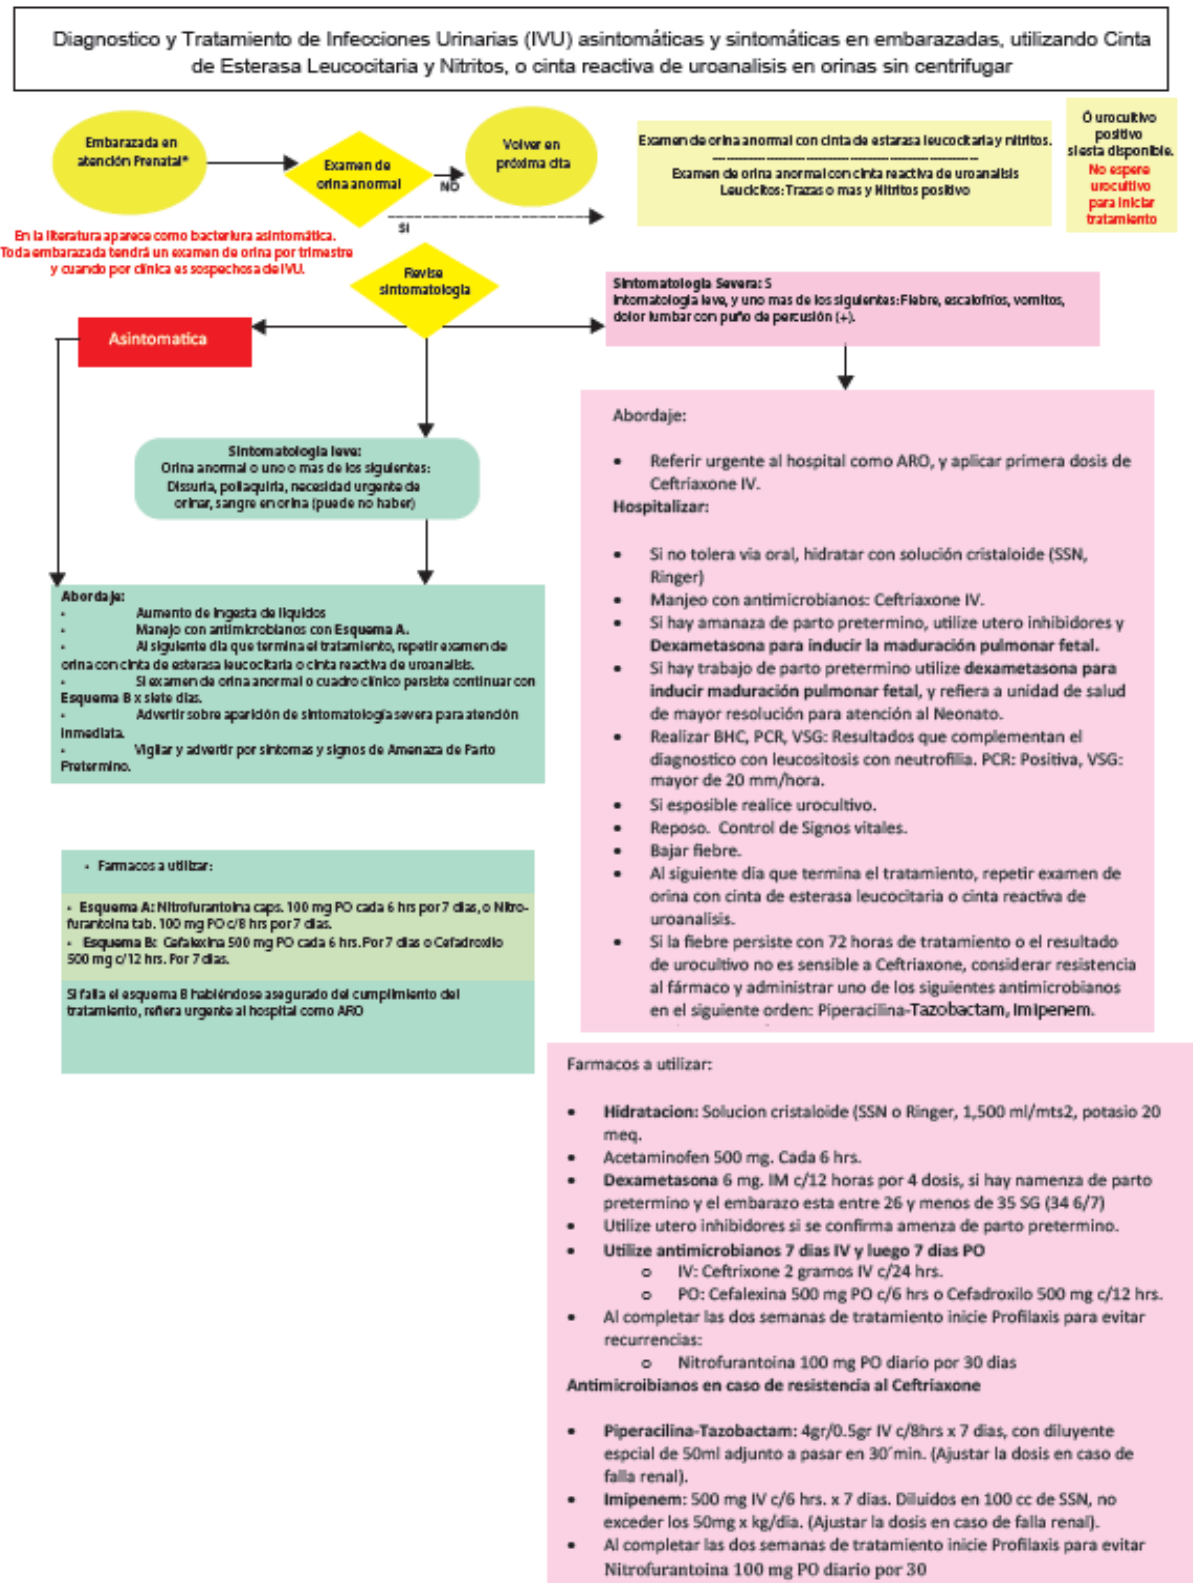 Diagnostico y Tratamiento de Infecciones Urinarias (IVU) asintomáticas y sintomáticas en embarazadas, utilizando Cinta
de Esterasa Leucocitaria y Nitritos, o cinta reactiva de uroanalisis en orinas sin centrifugar
Embarazada en
atención Prenatal*
Examen de
orina anormal
NO
Volver en
próxima cita
SI
Examen de orina anormal con cinta de estarasa leucocitaria y nitritos.
Examen de orina anormal con cinta reactiva de uroanalisis
Leucicitos: Trazas o mas y Nitritos positivo
Ó urocultivo
positivo
si esta disponible.
No espere
urocultivo
para iniciar
tratamiento
En la literatura aparece como bacteriura asintomática.
Toda embarazada tendrá un examen de orina por trimestre
y cuando por clínica es sospechosa de IVU.
Revise
sintomatologia
Asintomatica
Sintomatologia Severa: S
intomatologia leve, y uno mas de los siguientes: Fiebre, escalofríos, vomitos,
dolor lumbar con puño de percusión (+).
Sintomatologia leve:
Orina anormal o uno o mas de los siguientes:
Dissuria, poliaquiria, necesidad urgente de
orinar, sangre en orina (puede no haber)
Abordaje:
• Aumento de ingesta de liquidos
• Manejo con antimicrobianos con Esquema A.
• Al siguiente dia que termina el tratamiento, repetir examen de
orina con cinta de esterasa leucocitaria o cinta reactiva de uroanalisis.
• Si examen de orina anormal o cuadro clínico persiste continuar con
Esquema B x siete dias.
• Advertir sobre aparición de sintomatología severa para atención
inmediata.
• Vigilar y advertir por sintomas y signos de Amenaza de Parto
Pretermino.
• Farmacos a utilizar:
• Esquema A: Nitrofurantoina caps. 100 mg PO cada 6 hrs por 7 dias, o Nitro-
furantoina tab. 100 mg PO c/8 hrs por 7 dias.
• Esquema B: Cefalexina 500 mg PO cada 6 hrs. Por 7 dias o Cefadroxilo
500 mg c/12 hrs. Por 7 dias.
Si falla el esquema B habiéndose asegurado del cumplimiento del
tratamiento, refiera urgente al hospital como ARO
Abordaje:
• Referir urgente al hospital como ARO, y aplicar primera dosis de
Ceftriaxone IV.
Hospitalizar:
• Si no tolera via oral, hidratar con solución cristaloide (SSN,
Ringer)
• Manjeo con antimicrobianos: Ceftriaxone IV.
• Si hay amanaza de parto pretermino, utilize utero inhibidores y
Dexametasona para inducir la maduración pulmonar fetal.
• Si hay trabajo de parto pretermino utilize dexametasona para
inducir maduración pulmonar fetal, y refiera a unidad de salud
de mayor resolución para atención al Neonato.
• Realizar BHC, PCR, VSG: Resultados que complementan el
diagnostico con leucositosis con neutrofilia. PCR: Positiva, VSG:
mayor de 20 mm/hora.
• Si esposible realice urocultivo.
• Reposo. Control de Signos vitales.
• Bajar fiebre.
• Al siguiente dia que termina el tratamiento, repetir examen de
orina con cinta de esterasa leucocitaria o cinta reactiva de
uroanalisis.
• Si la fiebre persiste con 72 horas de tratamiento o el resultado
de urocultivo no es sensible a Ceftriaxone, considerar resistencia
al fármaco y administrar uno de los siguientes antimicrobianos
en el siguiente orden: Piperacilina-Tazobactam, Imipenem.
Farmacos a utilizar:
• Hidratacion: Solucion cristaloide (SSN o Ringer, 1,500 ml/mts2, potasio 20
meq.
• Acetaminofen 500 mg. Cada 6 hrs.
• Dexametasona 6 mg. IM c/12 horas por 4 dosis, si hay namenza de parto
pretermino y el embarazo esta entre 26 y menos de 35 SG (34 6/7)
• Utilize utero inhibidores si se confirma amenza de parto pretermino.
• Utilize antimicrobianos 7 dias IV y luego 7 dias PO
o IV: Ceftrixone 2 gramos IV c/24 hrs.
o PO: Cefalexina 500 mg PO c/6 hrs o Cefadroxilo 500 mg c/12 hrs.
• Al completar las dos semanas de tratamiento inicie Profilaxis para evitar
recurrencias:
o Nitrofurantoina 100 mg PO diario por 30 dias
Antimicroibianos en caso de resistencia al Ceftriaxone
• Piperacilina-Tazobactam: 4gr/0.5gr IV c/8hrs x 7 dias, con diluyente
espcial de 50ml adjunto a pasar en 30´min. (Ajustar la dosis en caso de
falla renal).
• Imipenem: 500 mg IV c/6 hrs. x 7 dias. Diluidos en 100 cc de SSN, no
exceder los 50mg x kg/dia. (Ajustar la dosis en caso de falla renal).
• Al completar las dos semanas de tratamiento inicie Profilaxis para evitar
Nitrofurantoina 100 mg PO diario por 30